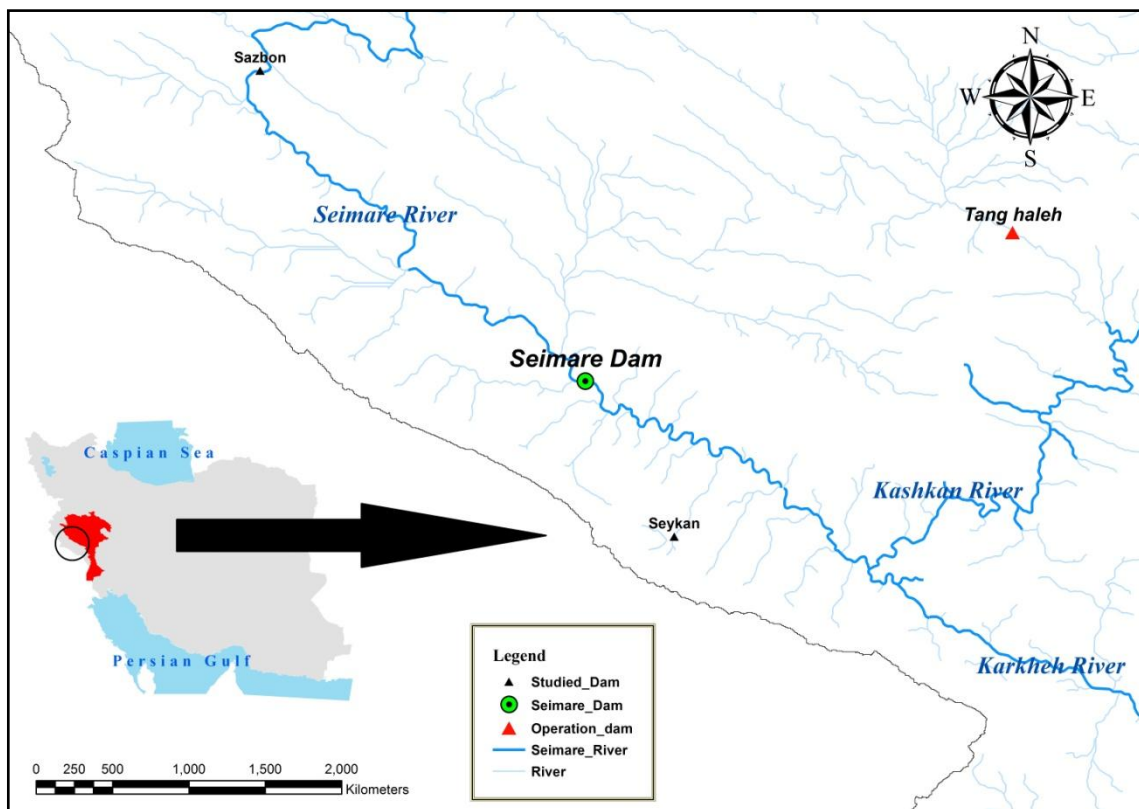 Sazbon
N
W
E
S
Seimare River
Tang haleh
Seimare Dam
Caspian Sea
Kashkan River
Seykan
Persian Gulf
Karkheh River
Legend
Studied_Dam
Seimare_Dam
Operation_dam
Seimare_River
River
0 250 500 1,000 1,500 2,000
Kilometers